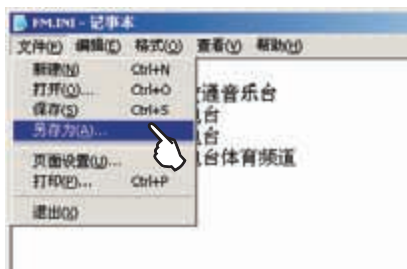 FM.INI - 记事本
文件(F) 编辑(E) 格式(O) 查看(V) 帮助(H)
新建(N) Ctrl+N
打开(O)... Ctrl+O
保存(S) Ctrl+S
另存为(A)...
页面设置(U)...
打印(P)... Ctrl+P
退出(X)
通音乐台
台
台
台体育频道